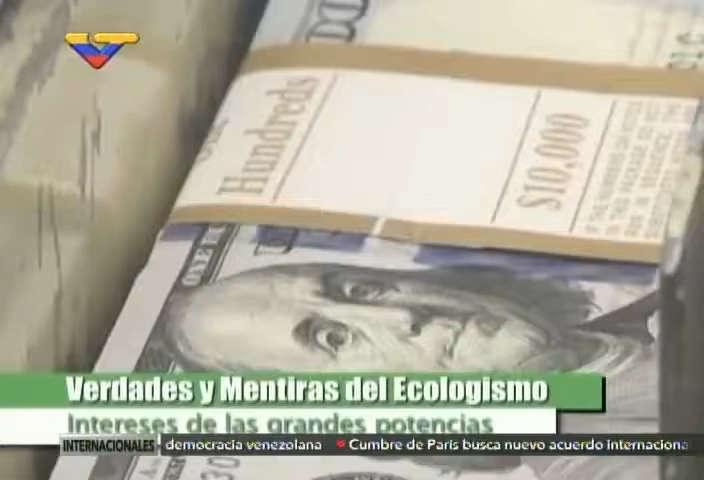 Hundreds
$10,000
Verdades y Mentiras del Ecologismo
Intereses de las grandes potencias
INTERNACIONALES democracia venezolana • Cumbre de París busca nuevo acuerdo internaciona